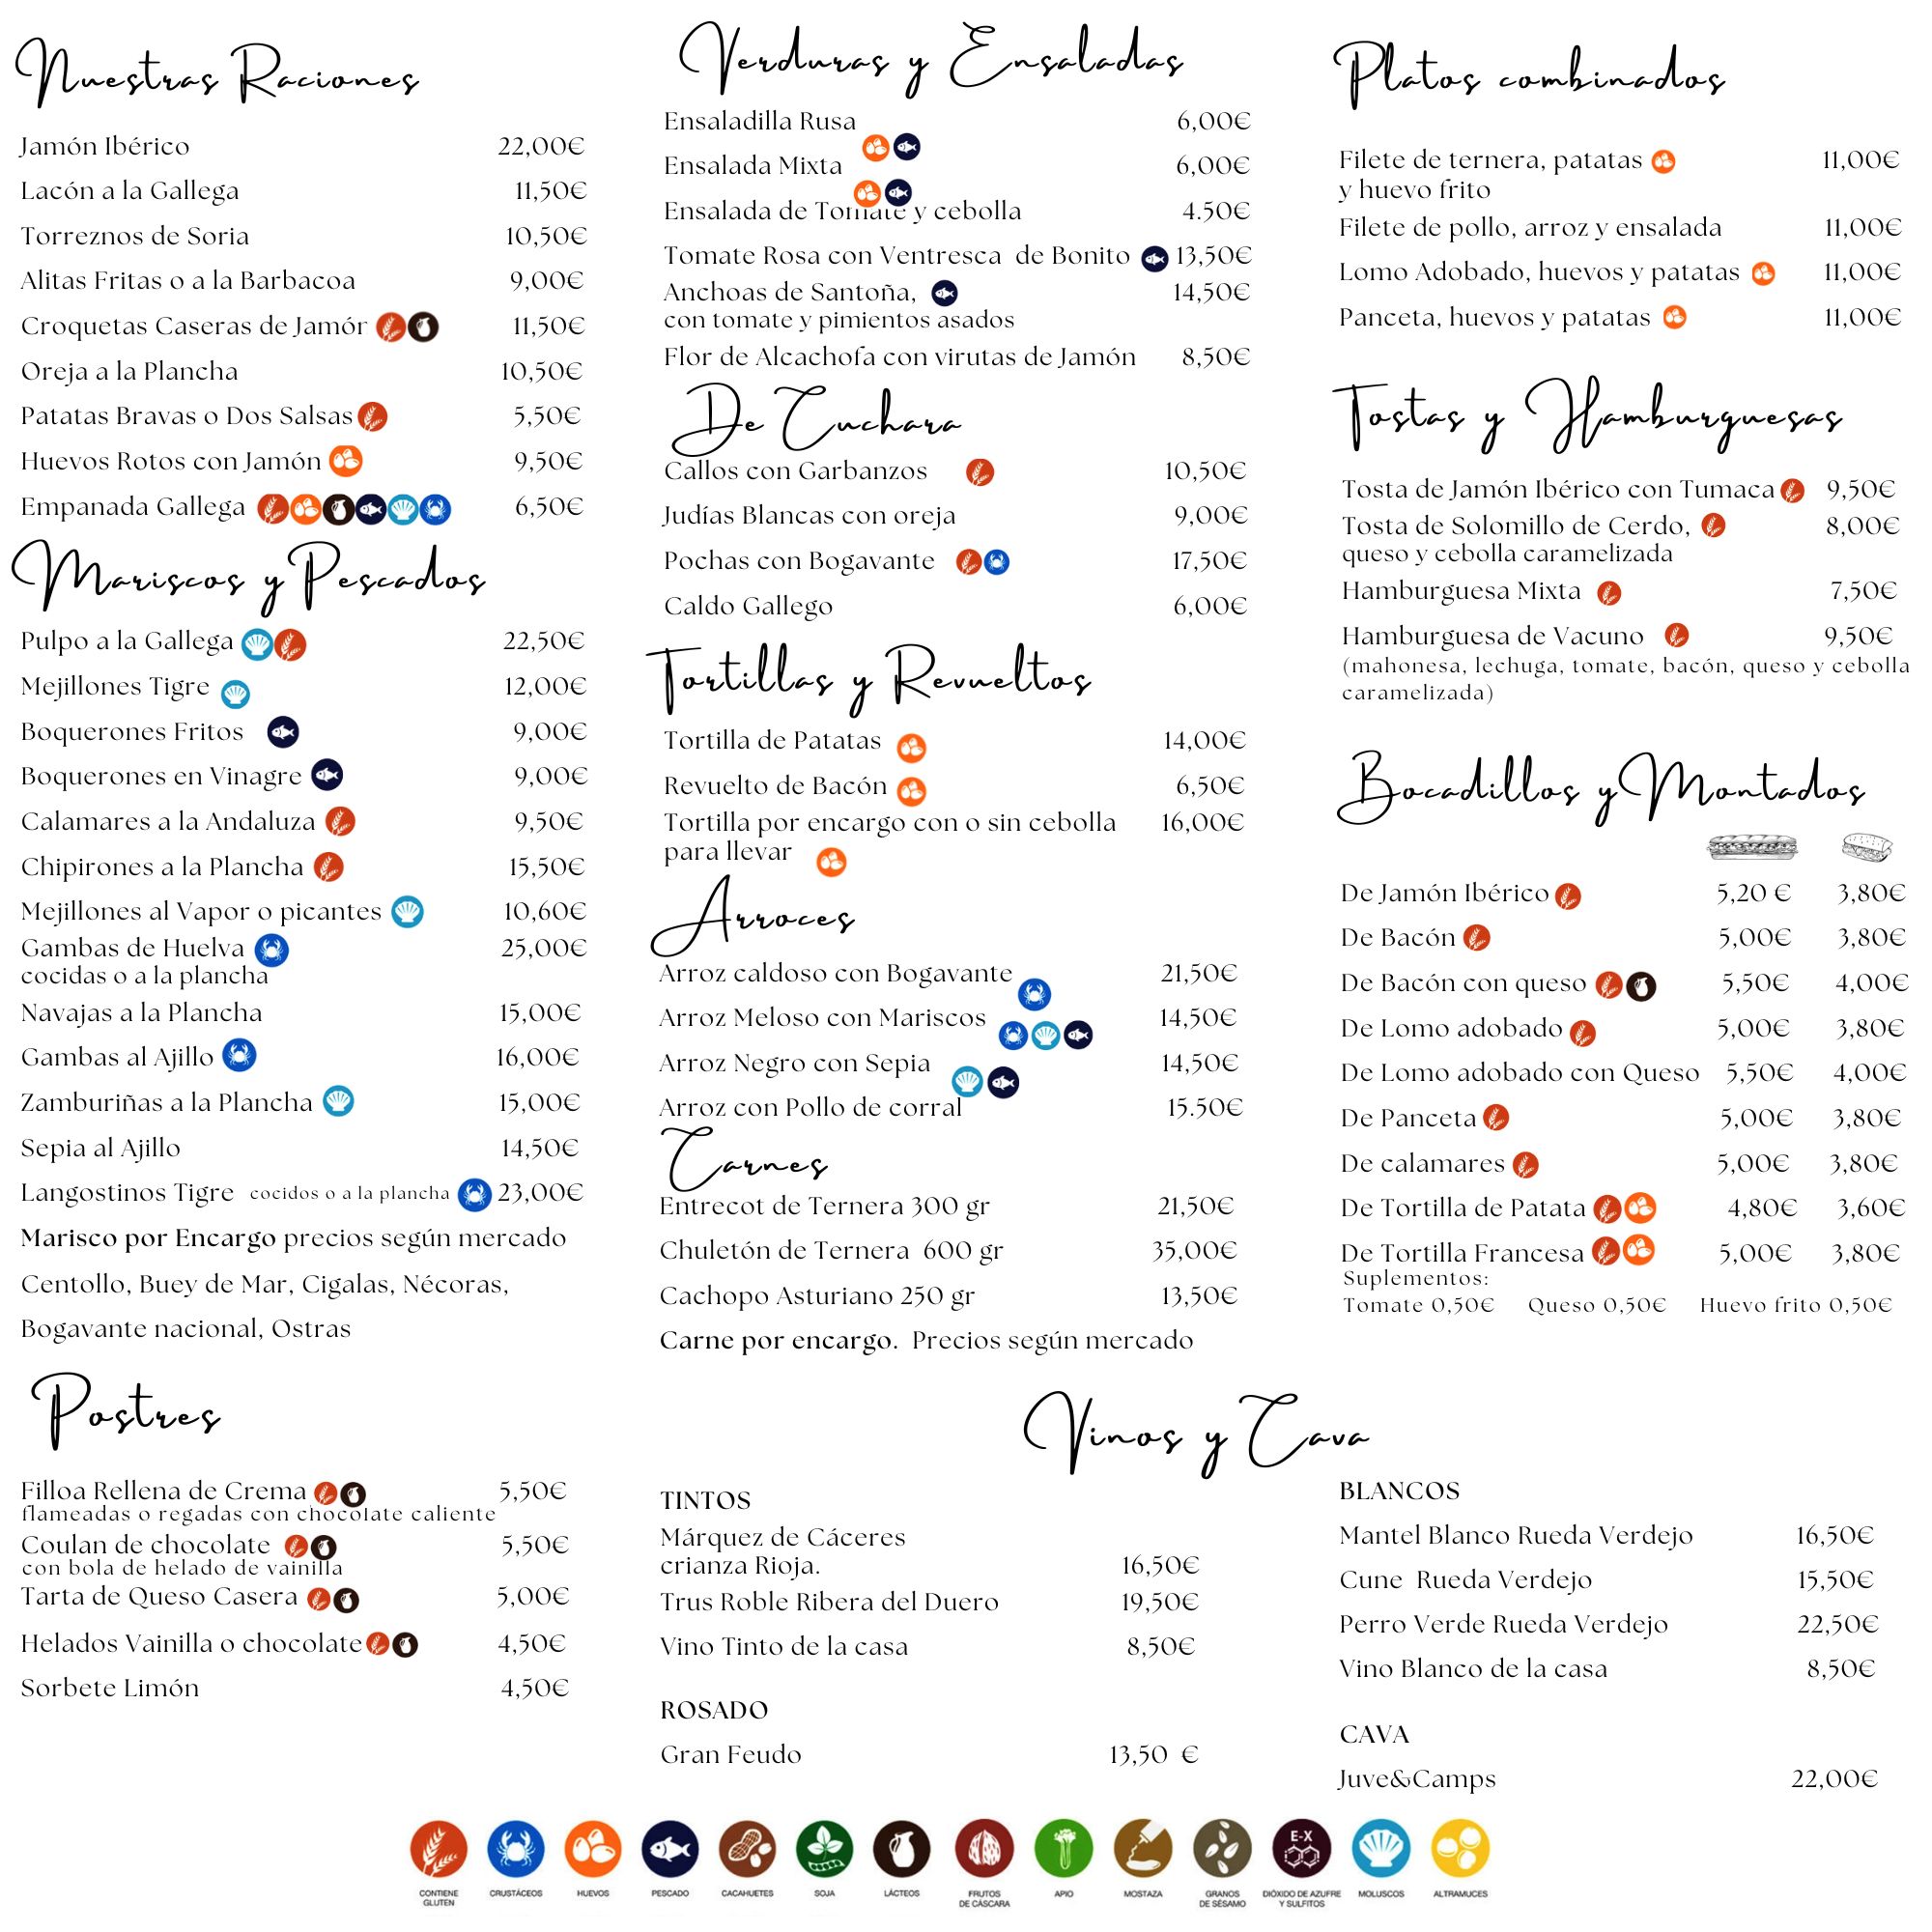 Nuestras Raciones
Jamón Ibérico 22,00€
Lacón a la Gallega 11,50€
Torreznos de Soria 10,50€
Alitas Fritas o a la Barbacoa 9,00€
Croquetas Caseras de Jamón 11,50€
Oreja a la Plancha 10,50€
Patatas Bravas o Dos Salsas 5,50€
Huevos Rotos con Jamón 9,50€
Empanada Gallega 6,50€
Mariscos y Pescados
Pulpo a la Gallega 22,50€
Mejillones Tigre 12,00€
Boquerones Fritos 9,00€
Boquerones en Vinagre 9,00€
Calamares a la Andaluza 9,50€
Chipirones a la Plancha 15,50€
Mejillones al Vapor o picantes 10,60€
Gambas de Huelva 25,00€
cocidas o a la plancha
Navajas a la Plancha 15,00€
Gambas al Ajillo 16,00€
Zamburiñas a la Plancha 15,00€
Sepia al Ajillo 14,50€
Langostinos Tigre cocidos o a la plancha 23,00€
Marisco por Encargo precios según mercado
Centollo, Buey de Mar, Cigalas, Nécoras,
Bogavante nacional, Ostras
Postres
Filloa Rellena de Crema 5,50€
flameadas o regadas con chocolate caliente
Coulan de chocolate 5,50€
con bola de helado de vainilla
Tarta de Queso Casera 5,00€
Helados Vainilla o chocolate 4,50€
Sorbete Limón 4,50€
Verduras y Ensaladas
Ensaladilla Rusa 6,00€
Ensalada Mixta 6,00€
Ensalada de Tomate y cebolla 4.50€
Tomate Rosa con Ventresca de Bonito 13,50€
Anchoas de Santoña, 14,50€
con tomate y pimientos asados
Flor de Alcachofa con virutas de Jamón 8,50€
De Cuchara
Callos con Garbanzos 10,50€
Judías Blancas con oreja 9,00€
Pochas con Bogavante 17,50€
Caldo Gallego 6,00€
Tortillas y Revueltos
Tortilla de Patatas 14,00€
Revuelto de Bacón 6,50€
Tortilla por encargo con o sin cebolla 16,00€
para llevar
Arroces
Arroz caldoso con Bogavante 21,50€
Arroz Meloso con Mariscos 14,50€
Arroz Negro con Sepia 14,50€
Arroz con Pollo de corral 15.50€
Carnes
Entrecot de Ternera 300 gr 21,50€
Chuletón de Ternera 600 gr 35,00€
Cachopo Asturiano 250 gr 13,50€
Carne por encargo. Precios según mercado
Platos combinados
Filete de ternera, patatas 11,00€
y huevo frito
Filete de pollo, arroz y ensalada 11,00€
Lomo Adobado, huevos y patatas 11,00€
Panceta, huevos y patatas 11,00€
Tostas y Hamburguesas
Tosta de Jamón Ibérico con Tumaca 9,50€
Tosta de Solomillo de Cerdo, 8,00€
queso y cebolla caramelizada
Hamburguesa Mixta 7,50€
Hamburguesa de Vacuno 9,50€
(mahonesa, lechuga, tomate, bacón, queso y cebolla
caramelizada)
Bocadillos y Montados
De Jamón Ibérico 5,20 € 3,80€
De Bacón 5,00€ 3,80€
De Bacón con queso 5,50€ 4,00€
De Lomo adobado 5,00€ 3,80€
De Lomo adobado con Queso 5,50€ 4,00€
De Panceta 5,00€ 3,80€
De calamares 5,00€ 3,80€
De Tortilla de Patata 4,80€ 3,60€
De Tortilla Francesa 5,00€ 3,80€
Suplementos:
Tomate 0,50€ Queso 0,50€ Huevo frito 0,50€
Vinos y Cava
TINTOS
Márquez de Cáceres
crianza Rioja. 16,50€
Trus Roble Ribera del Duero 19,50€
Vino Tinto de la casa 8,50€
ROSADO
Gran Feudo 13,50 €
BLANCOS
Mantel Blanco Rueda Verdejo 16,50€
Cune Rueda Verdejo 15,50€
Perro Verde Rueda Verdejo 22,50€
Vino Blanco de la casa 8,50€
CAVA
Juve&Camps 22,00€
E-X
CONTIENE GLUTEN
CRUSTÁCEOS
HUEVOS
PESCADO
CACAHUETES
SOJA
LÁCTEOS
FRUTOS DE CÁSCARA
APIO
MOSTAZA
GRANOS DE SÉSAMO
DIÓXIDO DE AZUFRE Y SULFITOS
MOLUSCOS
ALTRAMUCES